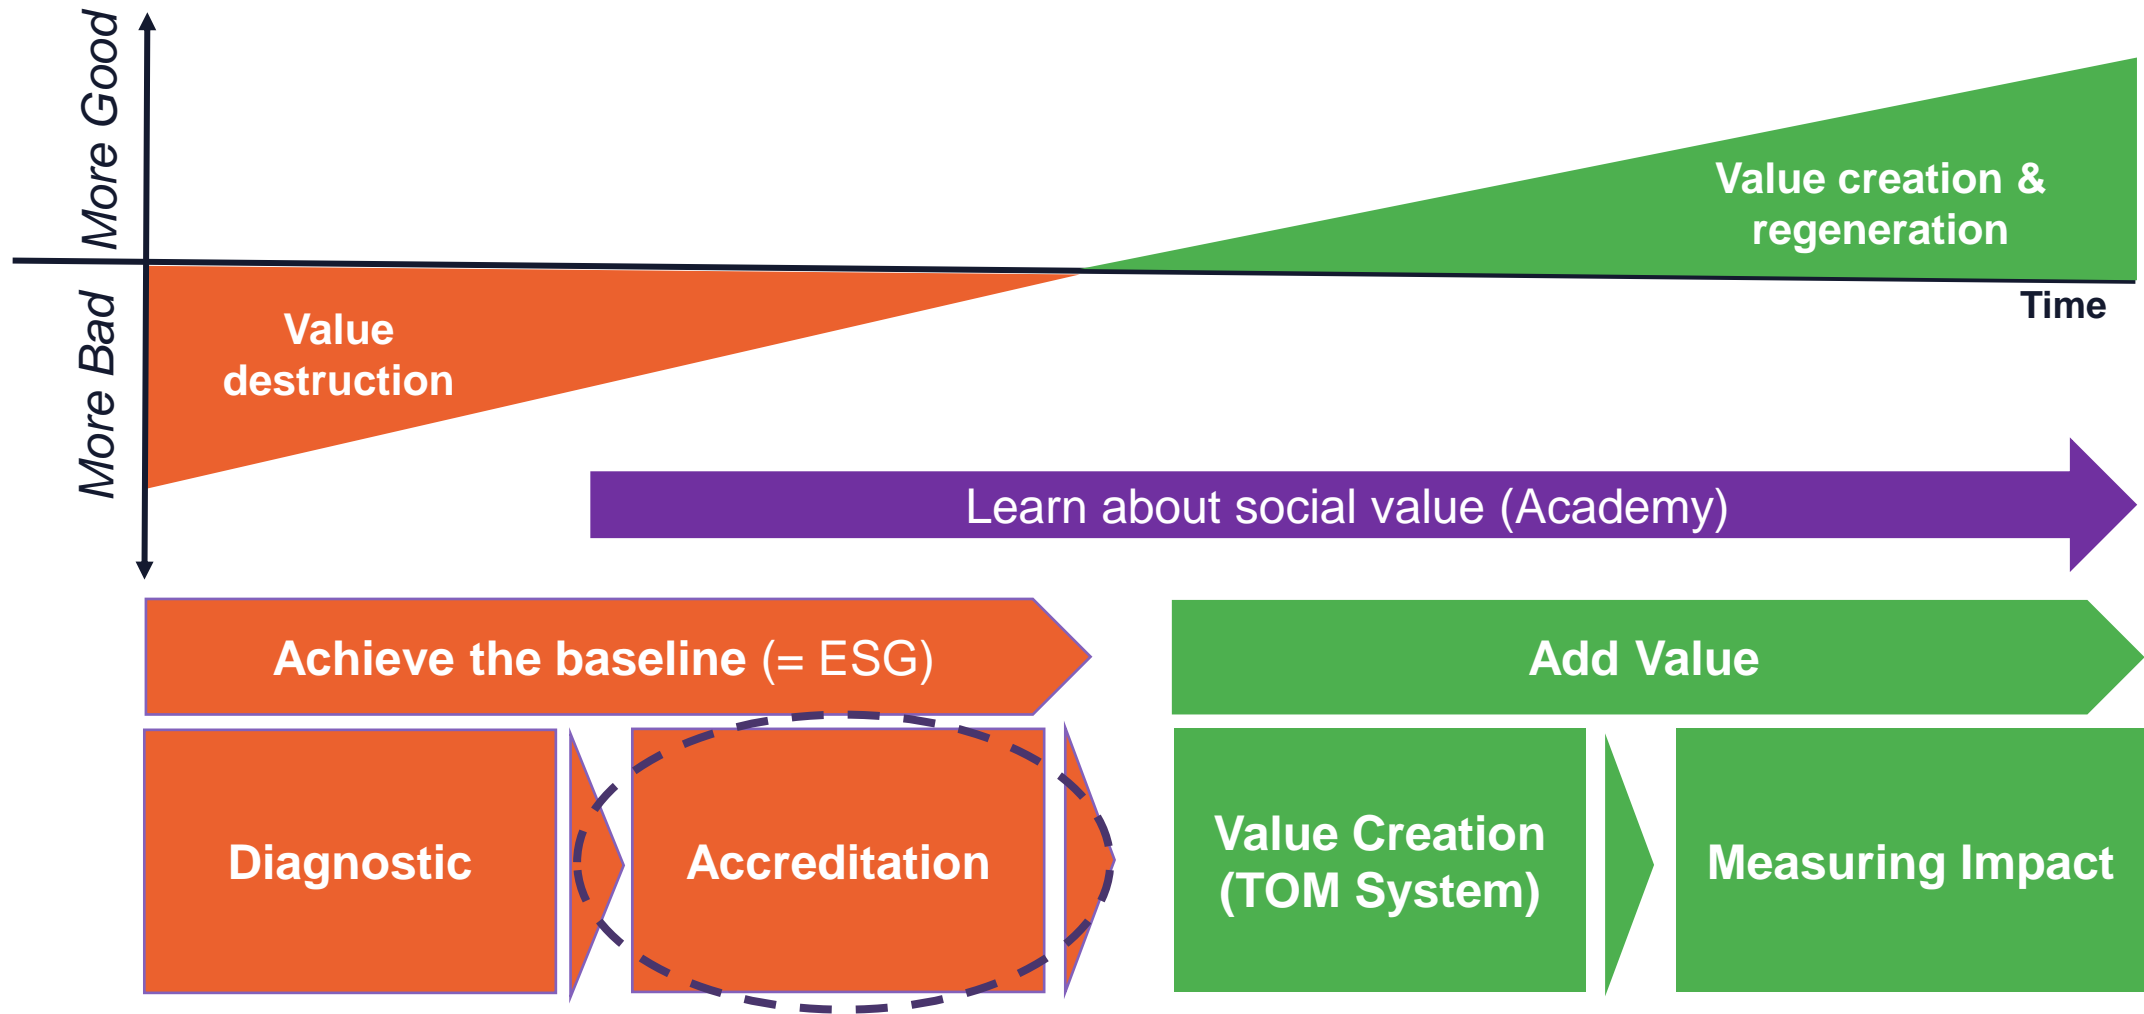 More Good
More Bad
Value creation &
regeneration
Time
Value
destruction
Learn about social value (Academy)
Achieve the baseline (= ESG)
Add Value
Diagnostic
Accreditation
Value Creation
(TOM System)
Measuring Impact